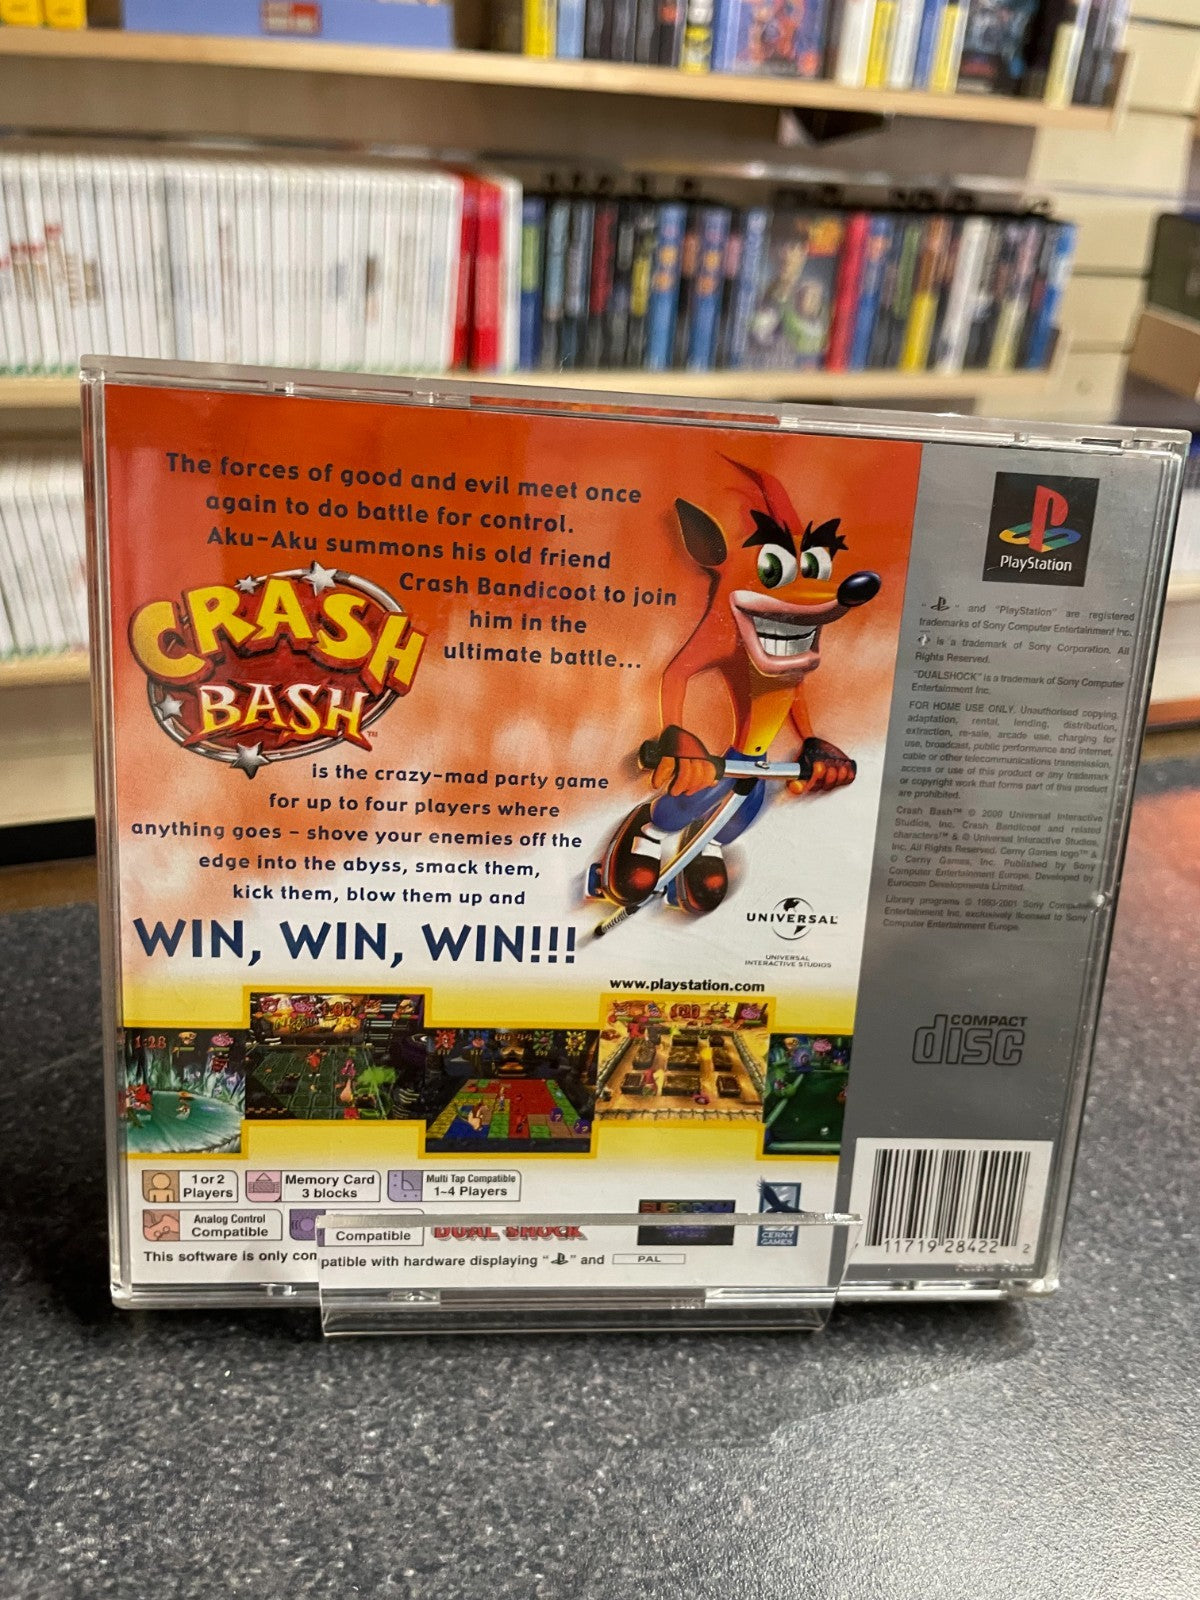 The forces of good and evil meet once
again to do battle for control.
Aku-Aku summons his old friend
Crash Bandicoot to join
him in the
ultimate battle...
CRASH
BASH™
is the crazy-mad party game
for up to four players where
anything goes – shove your enemies off the
edge into the abyss, smack them,
kick them, blow them up and
WIN, WIN, WIN!!!
UNIVERSAL
UNIVERSAL
INTERACTIVE STUDIOS
www.playstation.com
1:28
1 or 2
Players
Memory Card
3 blocks
Multi Tap Compatible
1–4 Players
Analog Control
Compatible
Compatible
DUAL SHOCK
EUROCOM
CERNY
GAMES
This software is only con
patible with hardware displaying " " and PAL
PlayStation
" " and "PlayStation" are registered
trademarks of Sony Computer Entertainment Inc.
is a trademark of Sony Corporation. All
Rights Reserved.
"DUALSHOCK" is a trademark of Sony Computer
Entertainment Inc.
FOR HOME USE ONLY. Unauthorised copying,
adaptation, rental, lending, distribution,
extraction, re-sale, arcade use, charging for
use, broadcast, public performance and internet,
cable or other telecommunications transmission,
access or use of this product or any trademark
or copyright work that forms part of this product
are prohibited.
Crash Bash™ © 2000 Universal Interactive
Studios, Inc. Crash Bandicoot and related
characters™ & © Universal Interactive Studios,
Inc. All Rights Reserved. Cerny Games logo™ &
© Cerny Games, Inc. Published by Sony
Computer Entertainment Europe. Developed by
Eurocom Developments Limited.
Library programs © 1993-2001 Sony Computer
Entertainment Inc, exclusively licensed to Sony
Computer Entertainment Europe.
COMPACT
disc
7 11719 28422 2